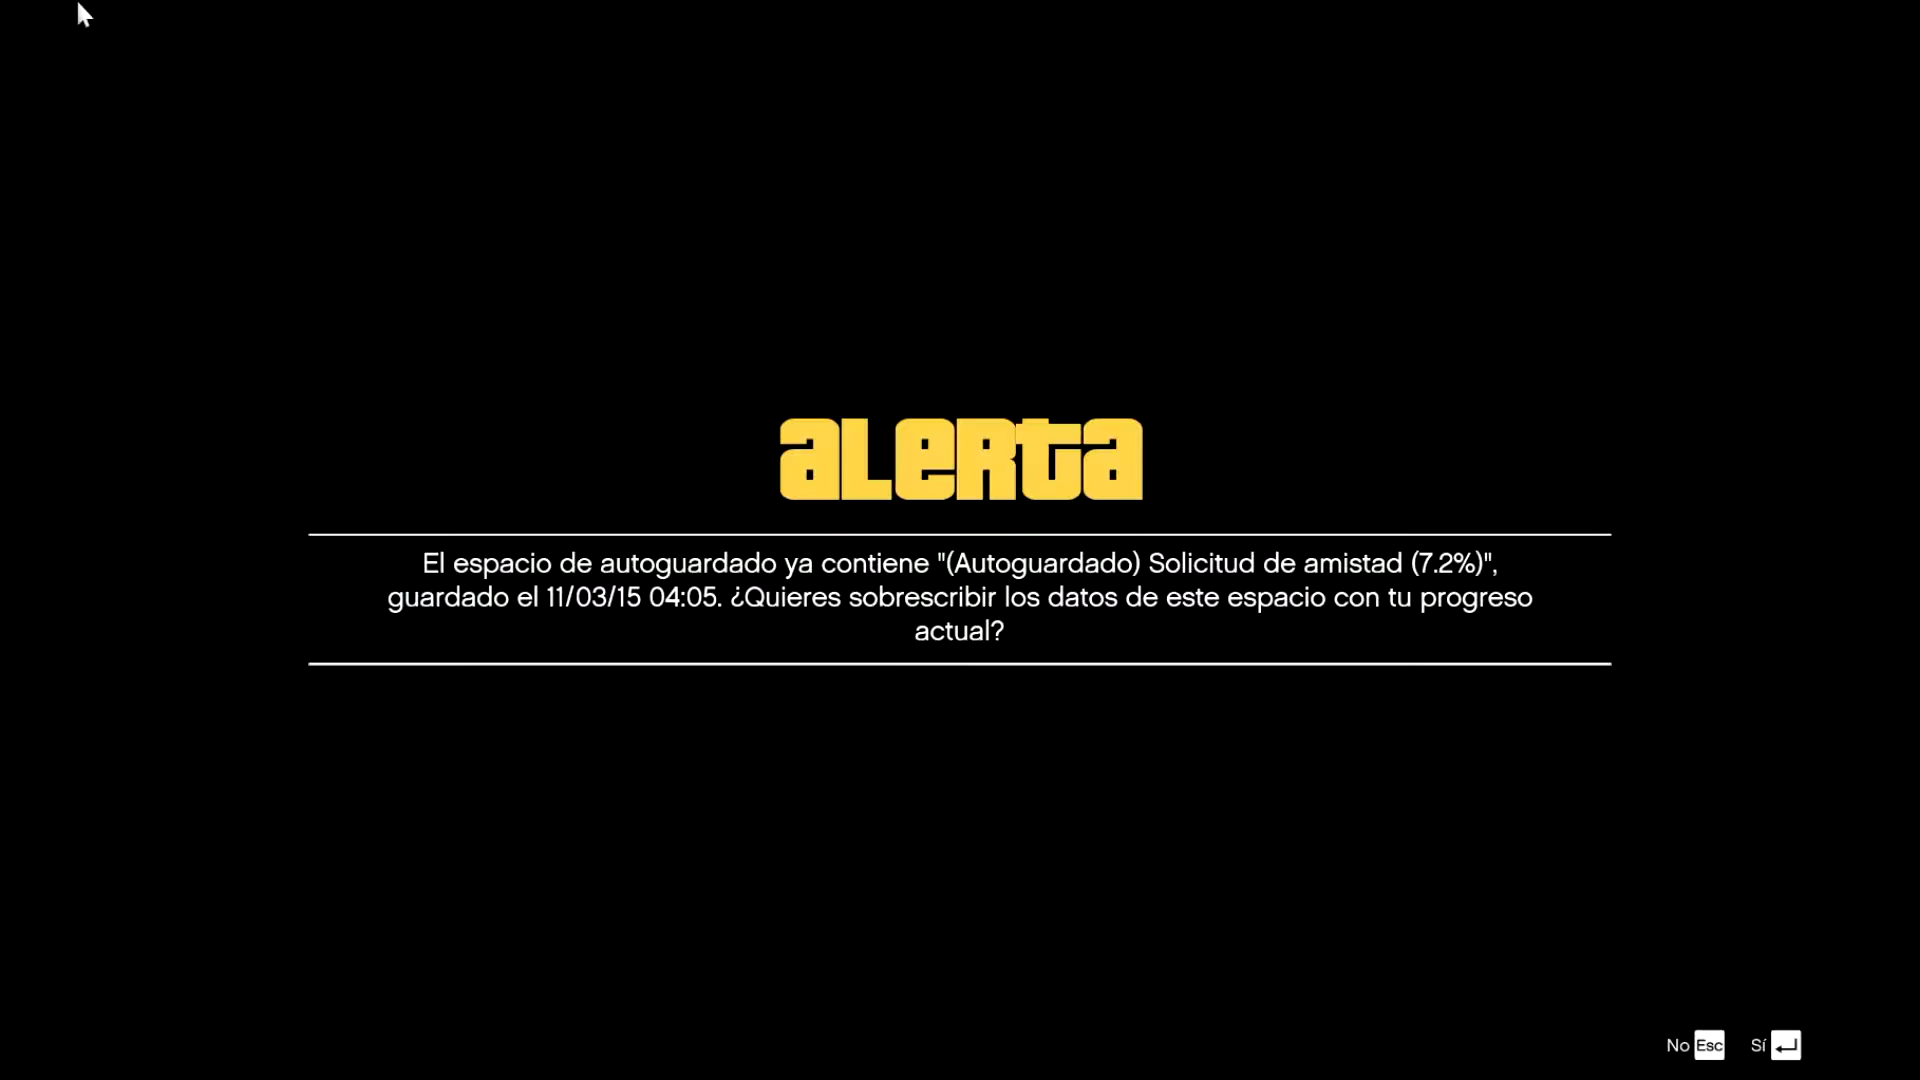 aLeRta
El espacio de autoguardado ya contiene "(Autoguardado) Solicitud de amistad (7.2%)",
guardado el 11/03/15 04:05. ¿Quieres sobrescribir los datos de este espacio con tu progreso
actual?
No Esc Sí